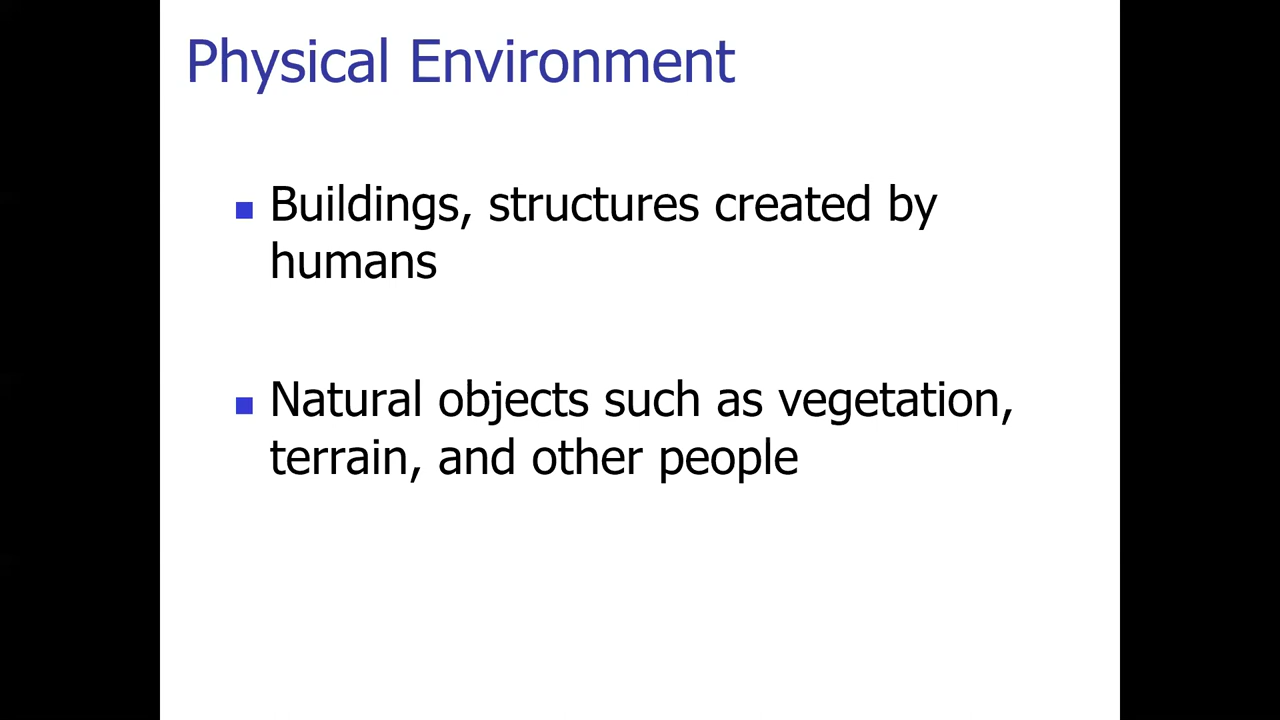 Physical Environment
Buildings, structures created by
humans
Natural objects such as vegetation,
terrain, and other people